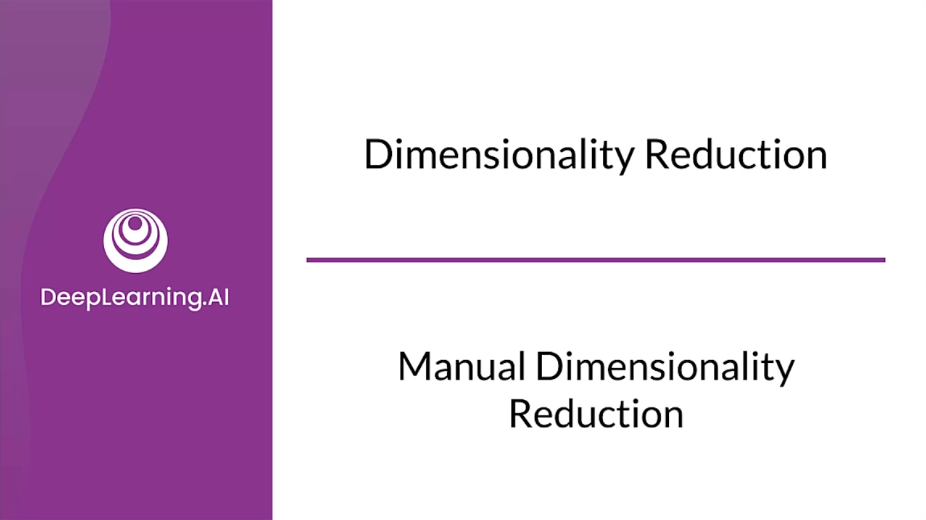 DeepLearning.AI
Dimensionality Reduction
Manual Dimensionality
Reduction